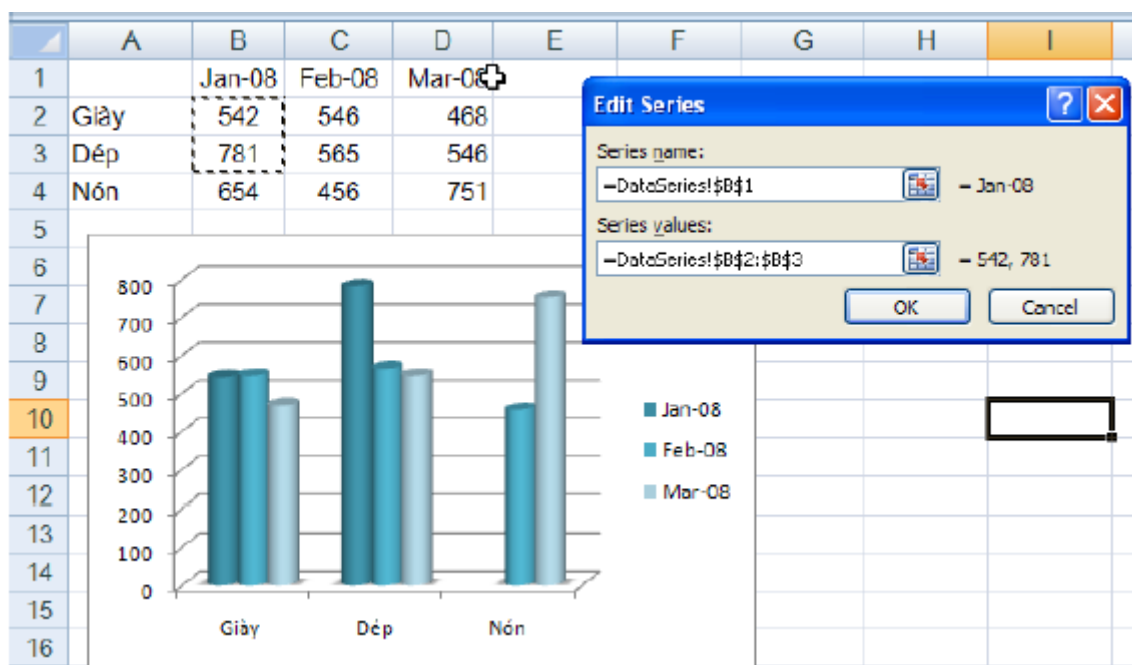 A B C D E F G H I
1 Jan-08 Feb-08 Mar-08
2 Giày 542 546 468
3 Dép 781 565 546
4 Nón 654 456 751
5
6
7
8
9
10
11
12
13
14
15
16
Edit Series
Series name:
=DataSeries!$B$1 = Jan-08
Series values:
=DataSeries!$B$2:$B$3 = 542, 781
OK Cancel
800
700
600
500
400
300
200
100
0
Giày Dép Nón
Jan-08
Feb-08
Mar-08